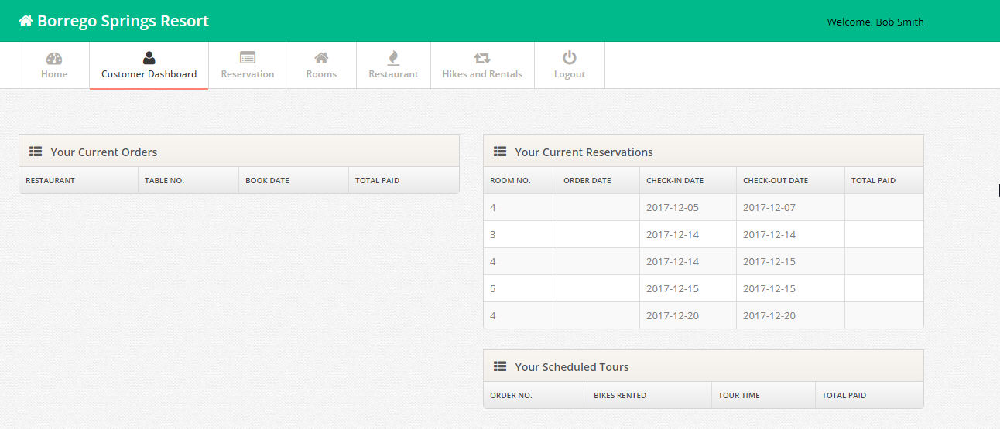 Borrego Springs Resort
Welcome, Bob Smith
Home Customer Dashboard Reservation Rooms Restaurant Hikes and Rentals Logout
Your Current Orders
RESTAURANT TABLE NO. BOOK DATE TOTAL PAID
Your Current Reservations
ROOM NO. ORDER DATE CHECK-IN DATE CHECK-OUT DATE TOTAL PAID
4 2017-12-05 2017-12-07
3 2017-12-14 2017-12-14
4 2017-12-14 2017-12-15
5 2017-12-15 2017-12-15
4 2017-12-20 2017-12-20
Your Scheduled Tours
ORDER NO. BIKES RENTED TOUR TIME TOTAL PAID